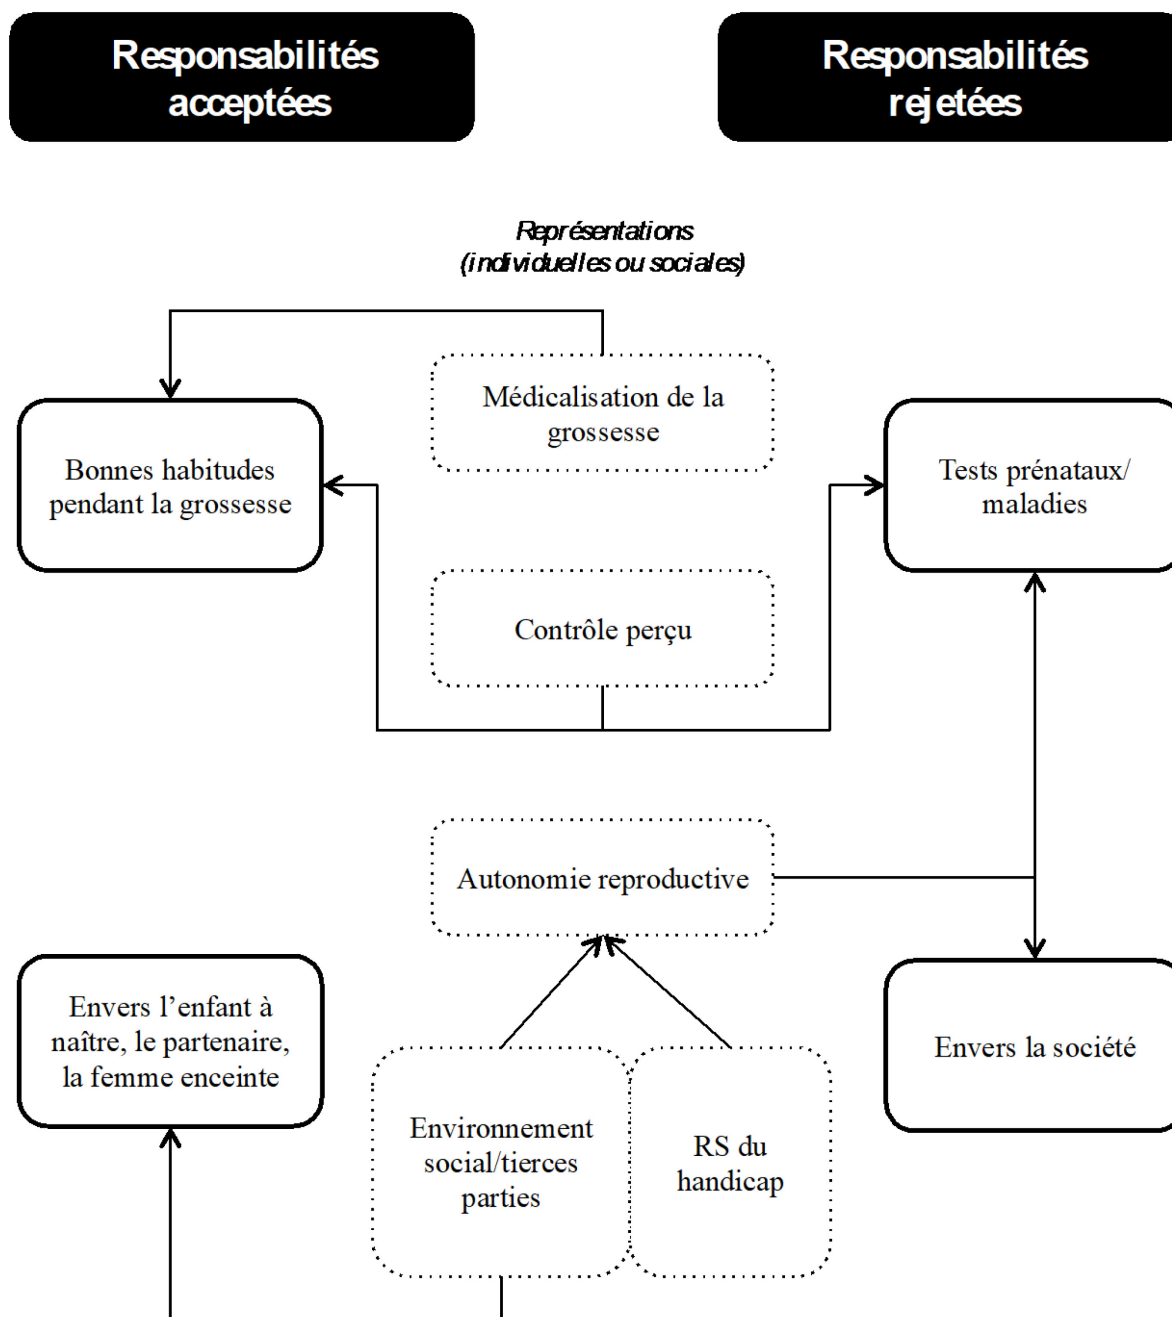 Responsabilités
acceptées
Responsabilités
rejetées
Représentations
(individuelles ou sociales)
Médicalisation de la
grossesse
Bonnes habitudes
pendant la grossesse
Tests prénataux/
maladies
Contrôle perçu
Autonomie reproductive
Envers l’enfant à
naître, le partenaire,
la femme enceinte
Envers la société
Environnement
social/tierces
parties
RS du
handicap